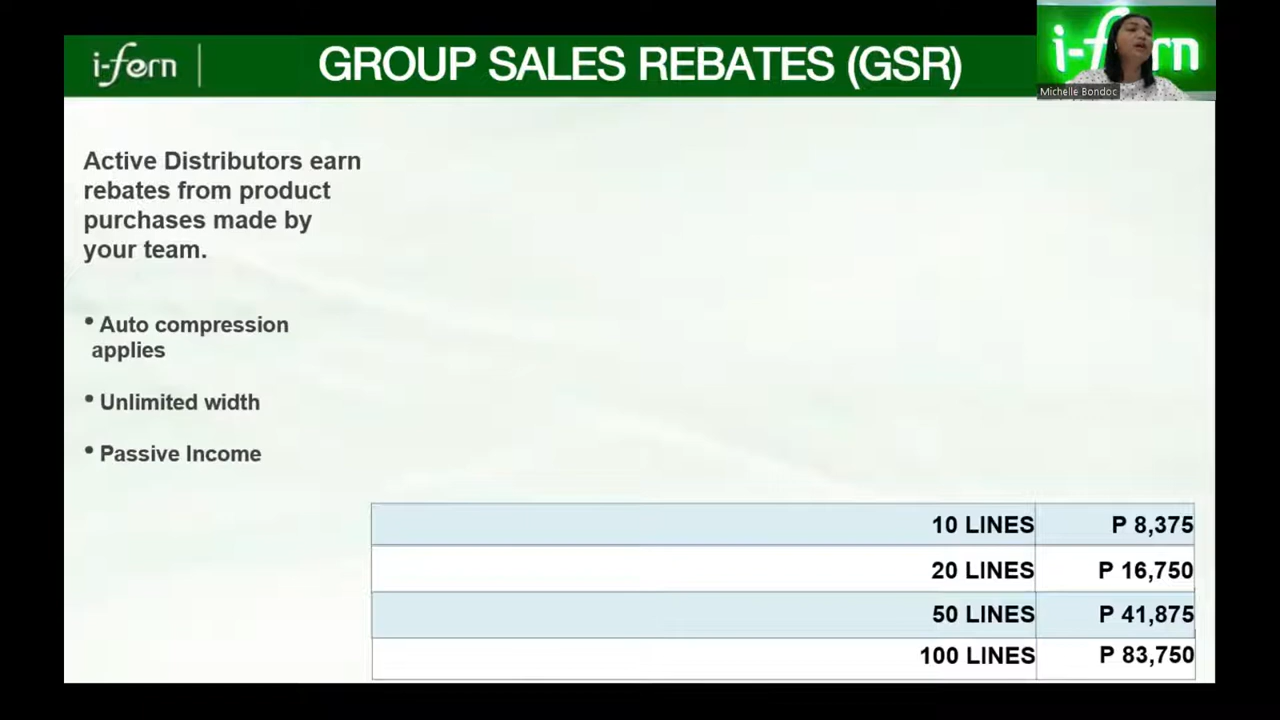 i-fern
GROUP SALES REBATES (GSR)
i-fern
Michelle Bondoc
Active Distributors earn
rebates from product
purchases made by
your team.
• Auto compression
applies
• Unlimited width
• Passive Income
10 LINES P 8,375
20 LINES P 16,750
50 LINES P 41,875
100 LINES P 83,750